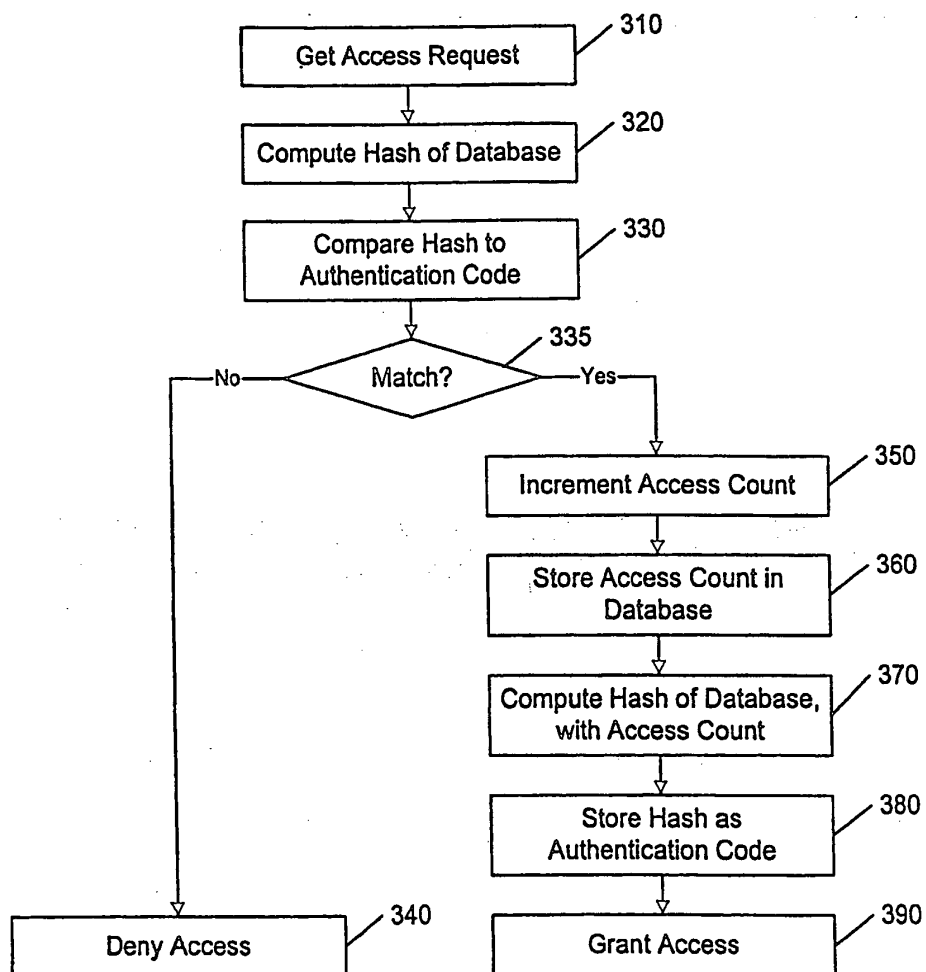 310
Get Access Request
320
Compute Hash of Database
330
Compare Hash to
Authentication Code
335
Match?
No
Yes
350
Increment Access Count
360
Store Access Count in
Database
370
Compute Hash of Database,
with Access Count
380
Store Hash as
Authentication Code
340
Deny Access
390
Grant Access